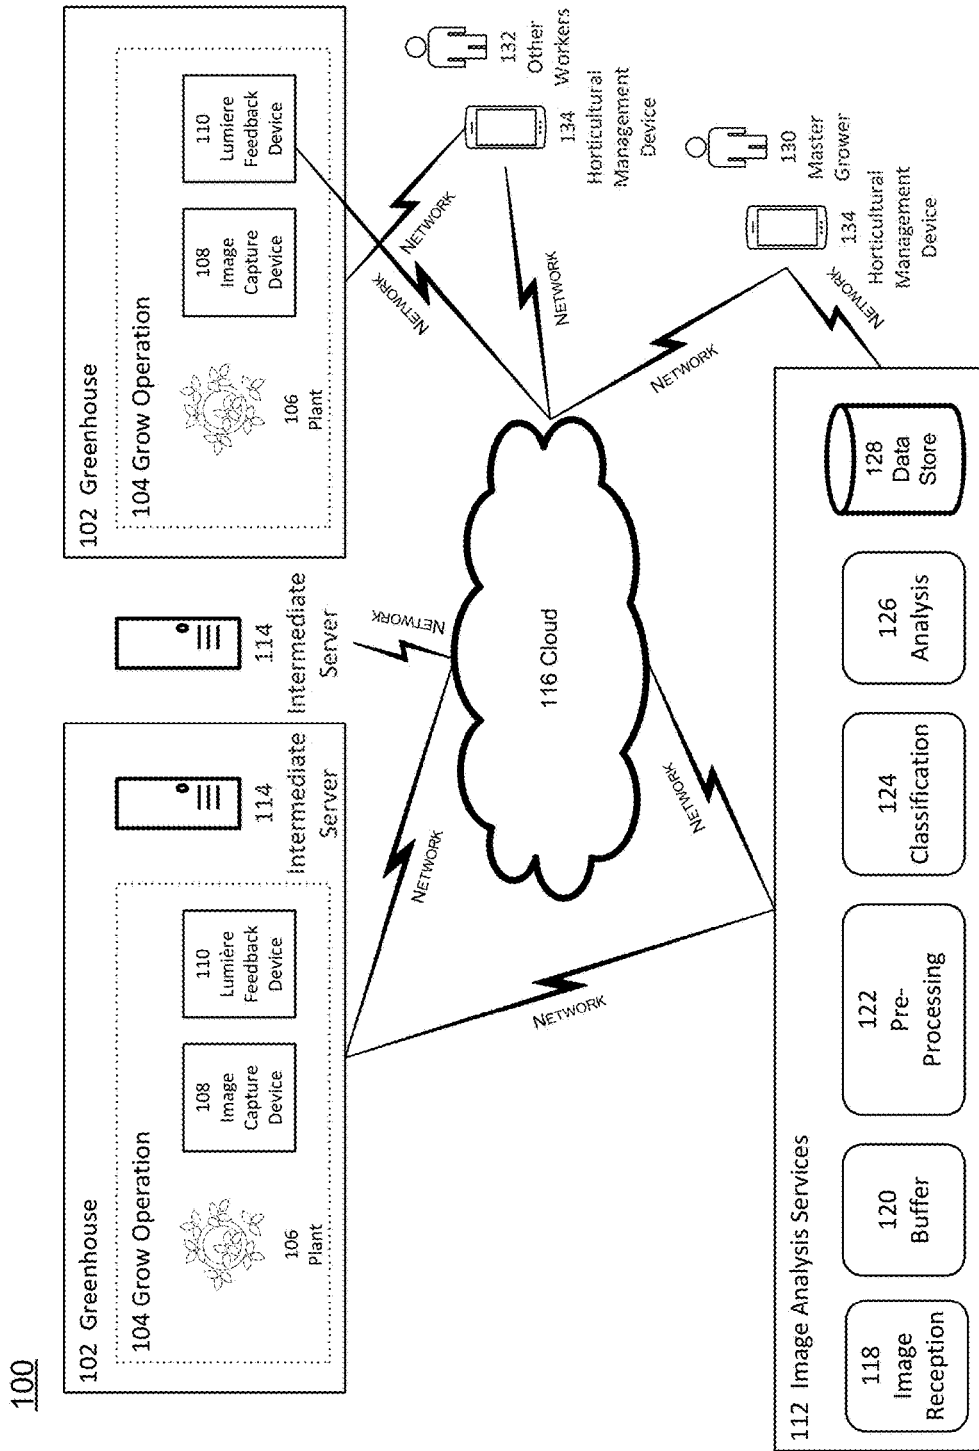 100
102 Greenhouse
104 Grow Operation
106
Plant
108
Image
Capture
Device
110
Lumière
Feedback
Device
114
Intermediate
Server
114
Intermediate
Server
102 Greenhouse
104 Grow Operation
106
Plant
108
Image
Capture
Device
110
Lumiere
Feedback
Device
NETWORK
NETWORK
NETWORK
NETWORK
NETWORK
NETWORK
NETWORK
NETWORK
NETWORK
116 Cloud
132
Other
Workers
134
Horticultural
Management
Device
130
Master
Grower
134
Horticultural
Management
Device
112 Image Analysis Services
118
Image
Reception
120
Buffer
122
Pre-
Processing
124
Classification
126
Analysis
128
Data
Store